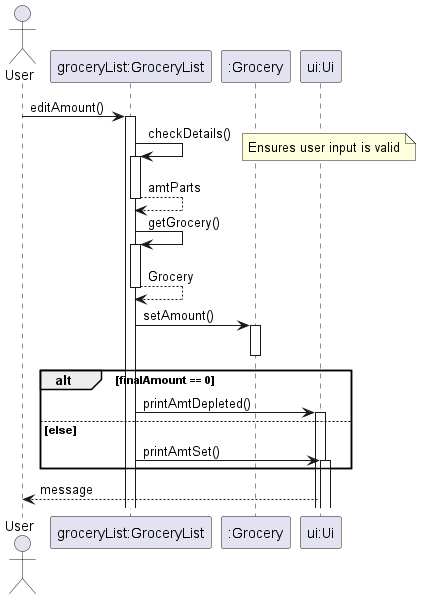 User
groceryList:GroceryList
:Grocery
ui:Ui
editAmount()
checkDetails()
Ensures user input is valid
amtParts
getGrocery()
Grocery
setAmount()
alt
[finalAmount == 0]
printAmtDepleted()
[else]
printAmtSet()
message
User
groceryList:GroceryList
:Grocery
ui:Ui